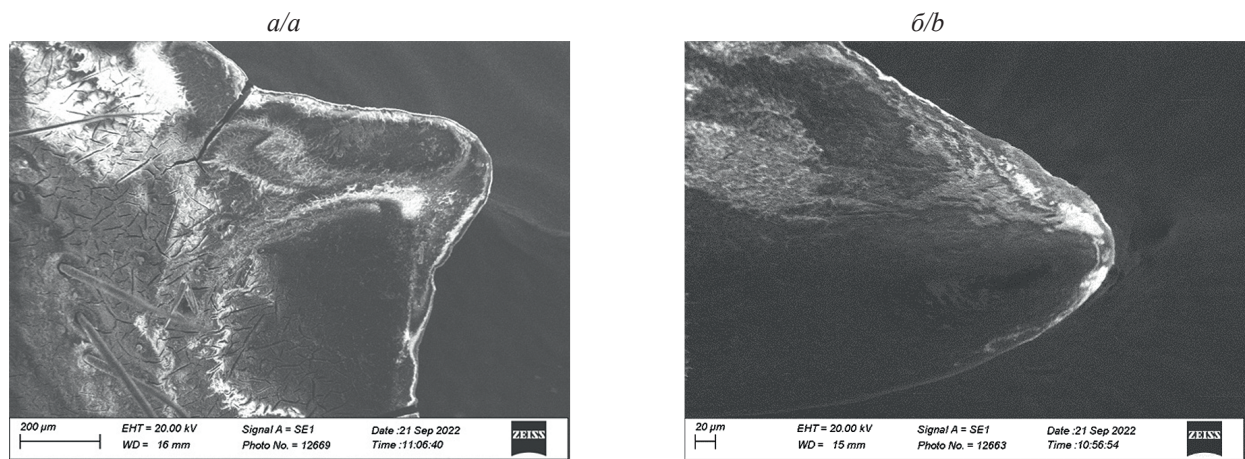 а/a
б/b
200 µm
EHT = 20.00 kV
Signal A = SE1
Date :21 Sep 2022
WD = 16 mm
Photo No. = 12669
Time :11:06:40
ZEISS
20 µm
EHT = 20.00 kV
Signal A = SE1
Date :21 Sep 2022
WD = 15 mm
Photo No. = 12663
Time :10:56:54
ZEISS